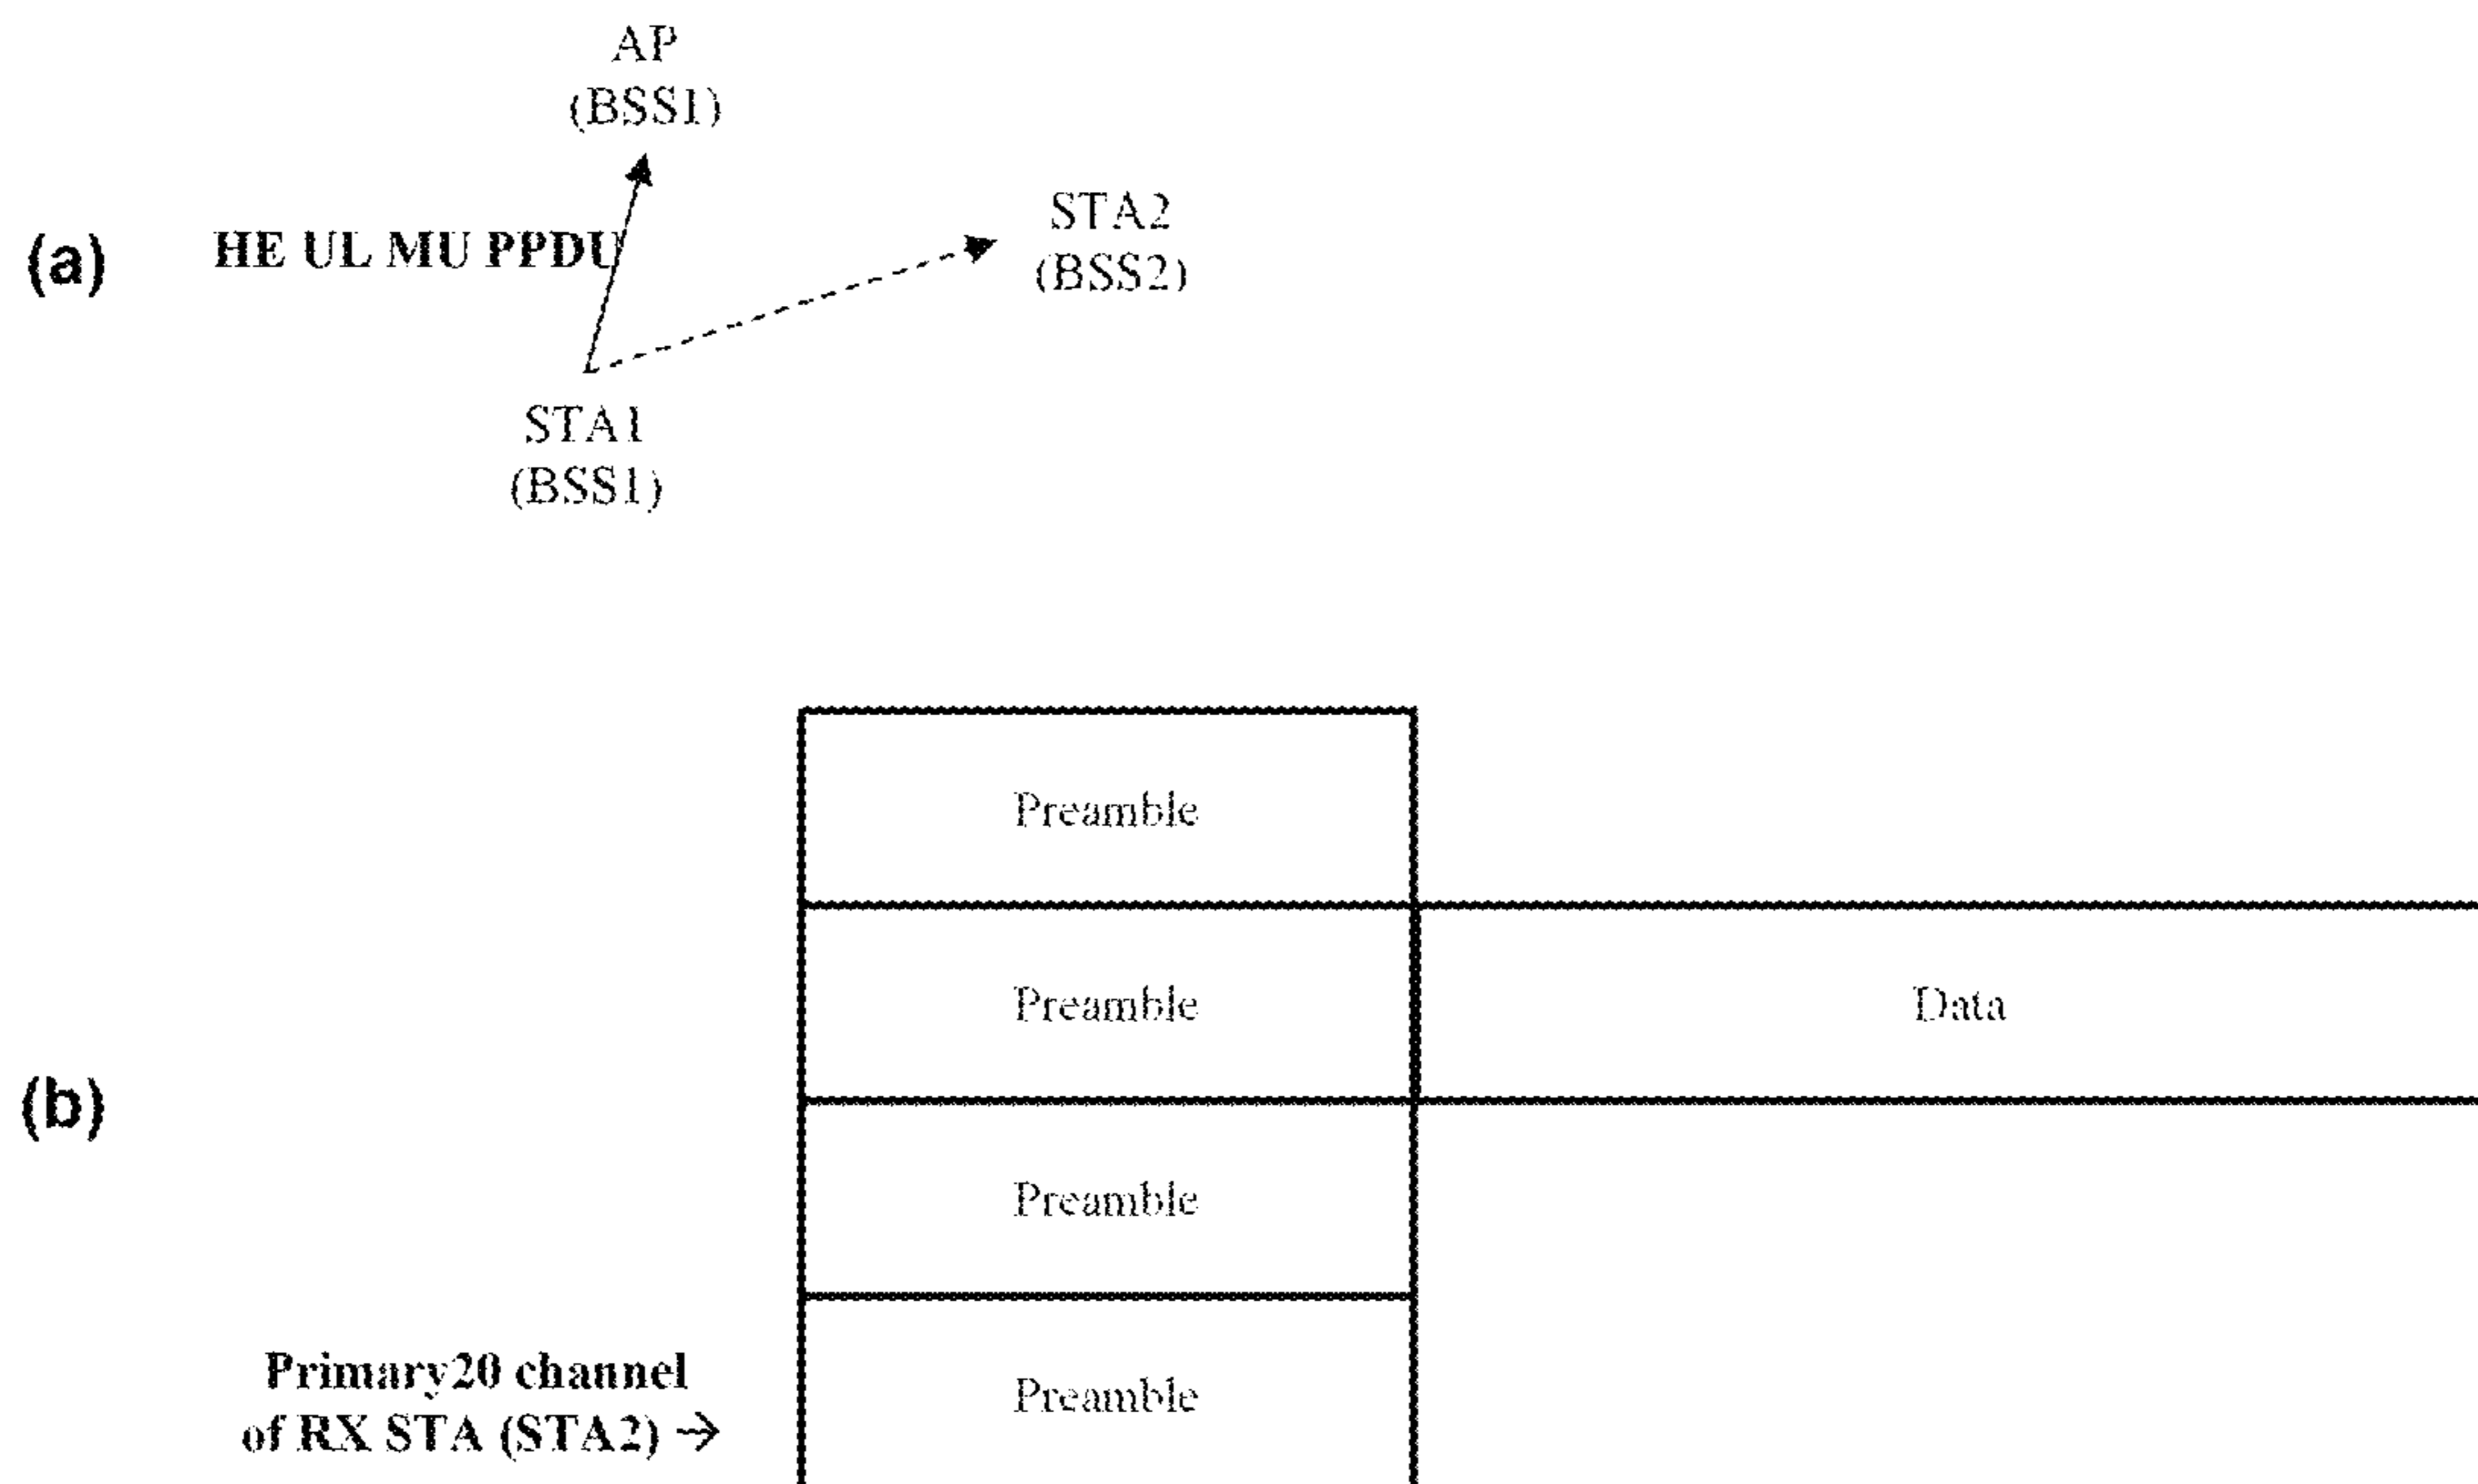 AP
(BSS1)
(a)
HE UL MU PPDU
STA2
(BSS2)
STA1
(BSS1)
Preamble
Preamble
Data
(b)
Preamble
Primary20 channel
of RX STA (STA2) →
Preamble